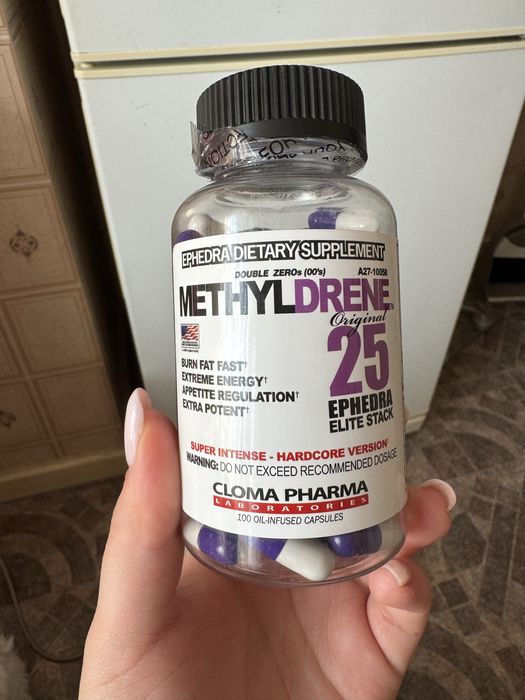 EPHEDRA DIETARY SUPPLEMENT
DOUBLE ZEROs (00's) A27-10058
METHYLDRENE
Original
25
BURN FAT FAST†
EXTREME ENERGY†
APPETITE REGULATION†
EXTRA POTENT†
EPHEDRA
ELITE STACK
SUPER INTENSE - HARDCORE VERSION†
WARNING: DO NOT EXCEED RECOMMENDED DOSAGE
CLOMA PHARMA
LABORATORIES
100 OIL-INFUSED CAPSULES